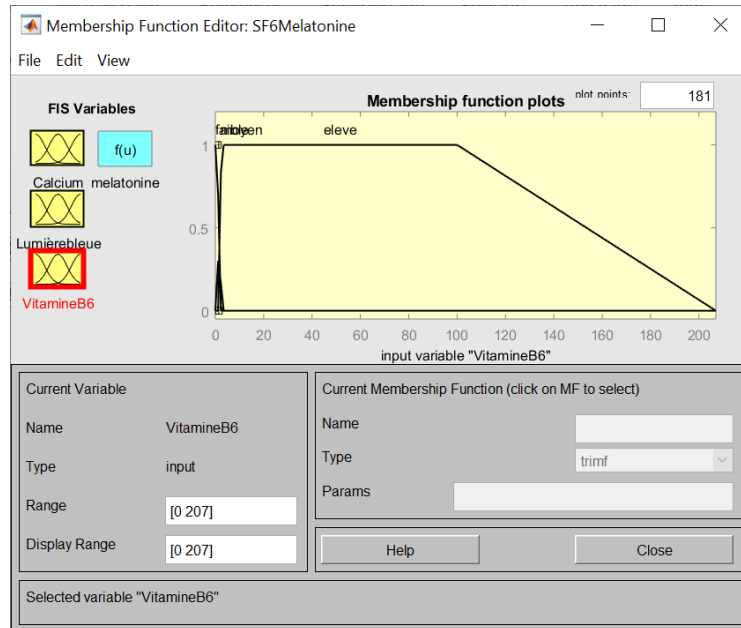 Membership Function Editor: SF6Melatonine
File Edit View
FIS Variables
f(u)
Calcium melatonine
Lumièrebleue
VitamineB6
Membership function plots
plot points:
181
eleve
1
0.5
0
0 20 40 60 80 100 120 140 160 180 200
input variable "VitamineB6"
Current Variable
Name VitamineB6
Type input
Range [0 207]
Display Range [0 207]
Current Membership Function (click on MF to select)
Name
Type trimf
Params
Help Close
Selected variable "VitamineB6"